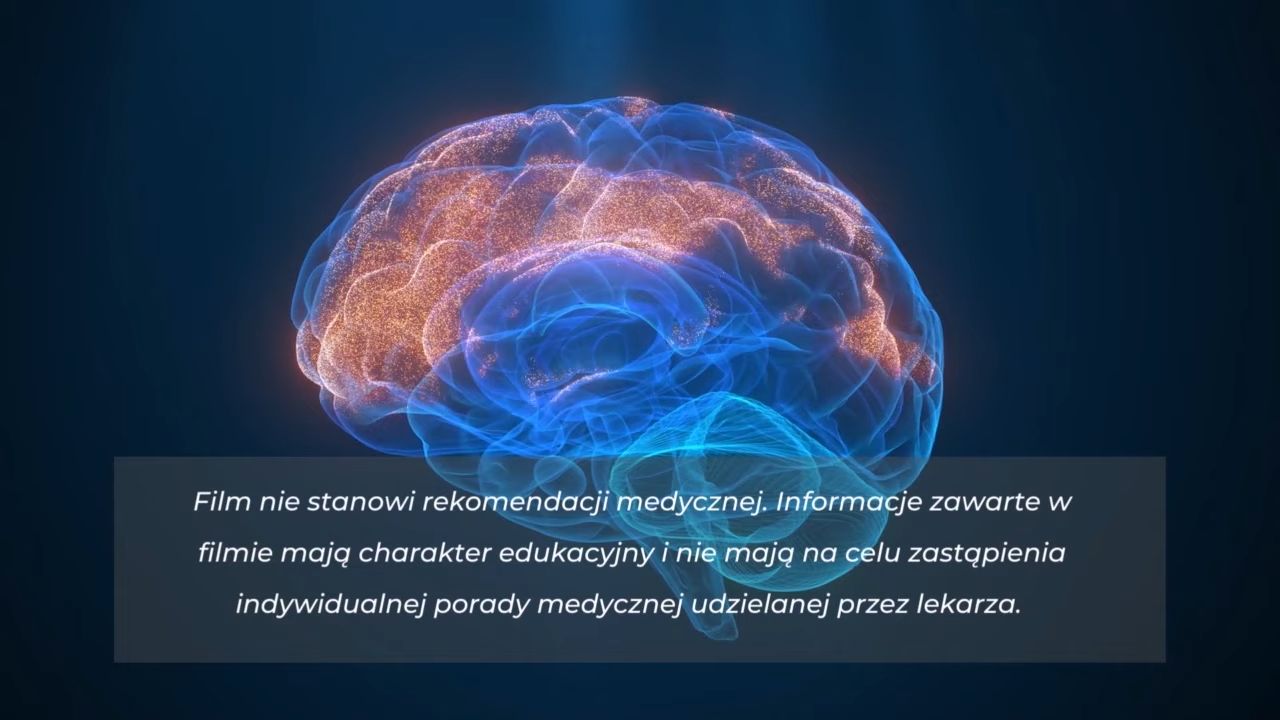 Film nie stanowi rekomendacji medycznej. Informacje zawarte w
filmie mają charakter edukacyjny i nie mają na celu zastąpienia
indywidualnej porady medycznej udzielanej przez lekarza.